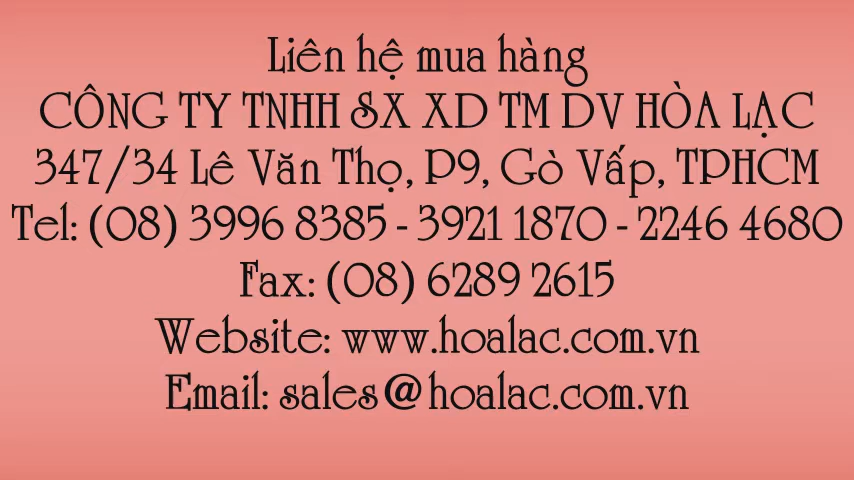 Liên hệ mua hàng
CÔNG TY TNHH SX XD TM DV HÒA LẠC
347/34 Lê Văn Thọ, P9, Gò Vấp, TPHCM
Tel: (08) 3996 8385 - 3921 1870 - 2246 4680
Fax: (08) 6289 2615
Website: www.hoalac.com.vn
Email: sales@hoalac.com.vn